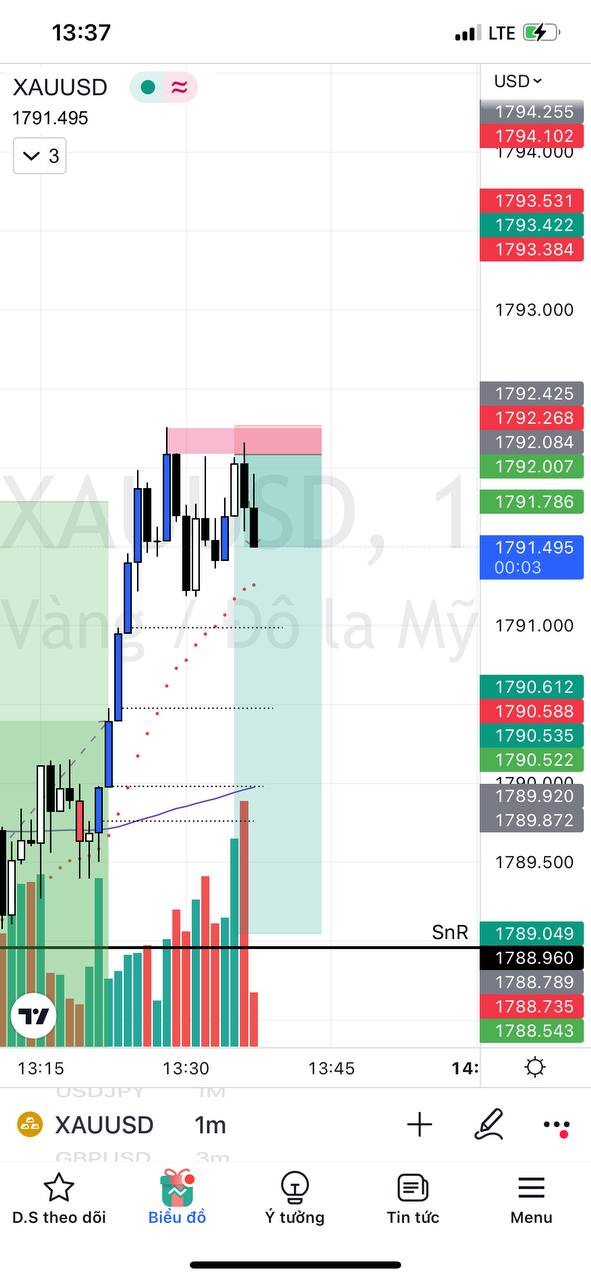 13:37
LTE
XAUUSD
1791.495
3
USD
1794.255
1794.102
1794.000
1793.531
1793.422
1793.384
1793.000
1792.425
1792.268
1792.084
1792.007
1791.786
XAUUSD, 1
1791.495
00:03
Vàng / Đô la Mỹ
1791.000
1790.612
1790.588
1790.535
1790.522
1790.000
1789.920
1789.872
1789.500
SnR
1789.049
1788.960
1788.789
1788.735
1788.543
13:15
13:30
13:45
14:
USDJPY 1M
XAUUSD 1m
GBPUSD 3m
D.S theo dõi
Biểu đồ
Ý tưởng
Tin tức
Menu